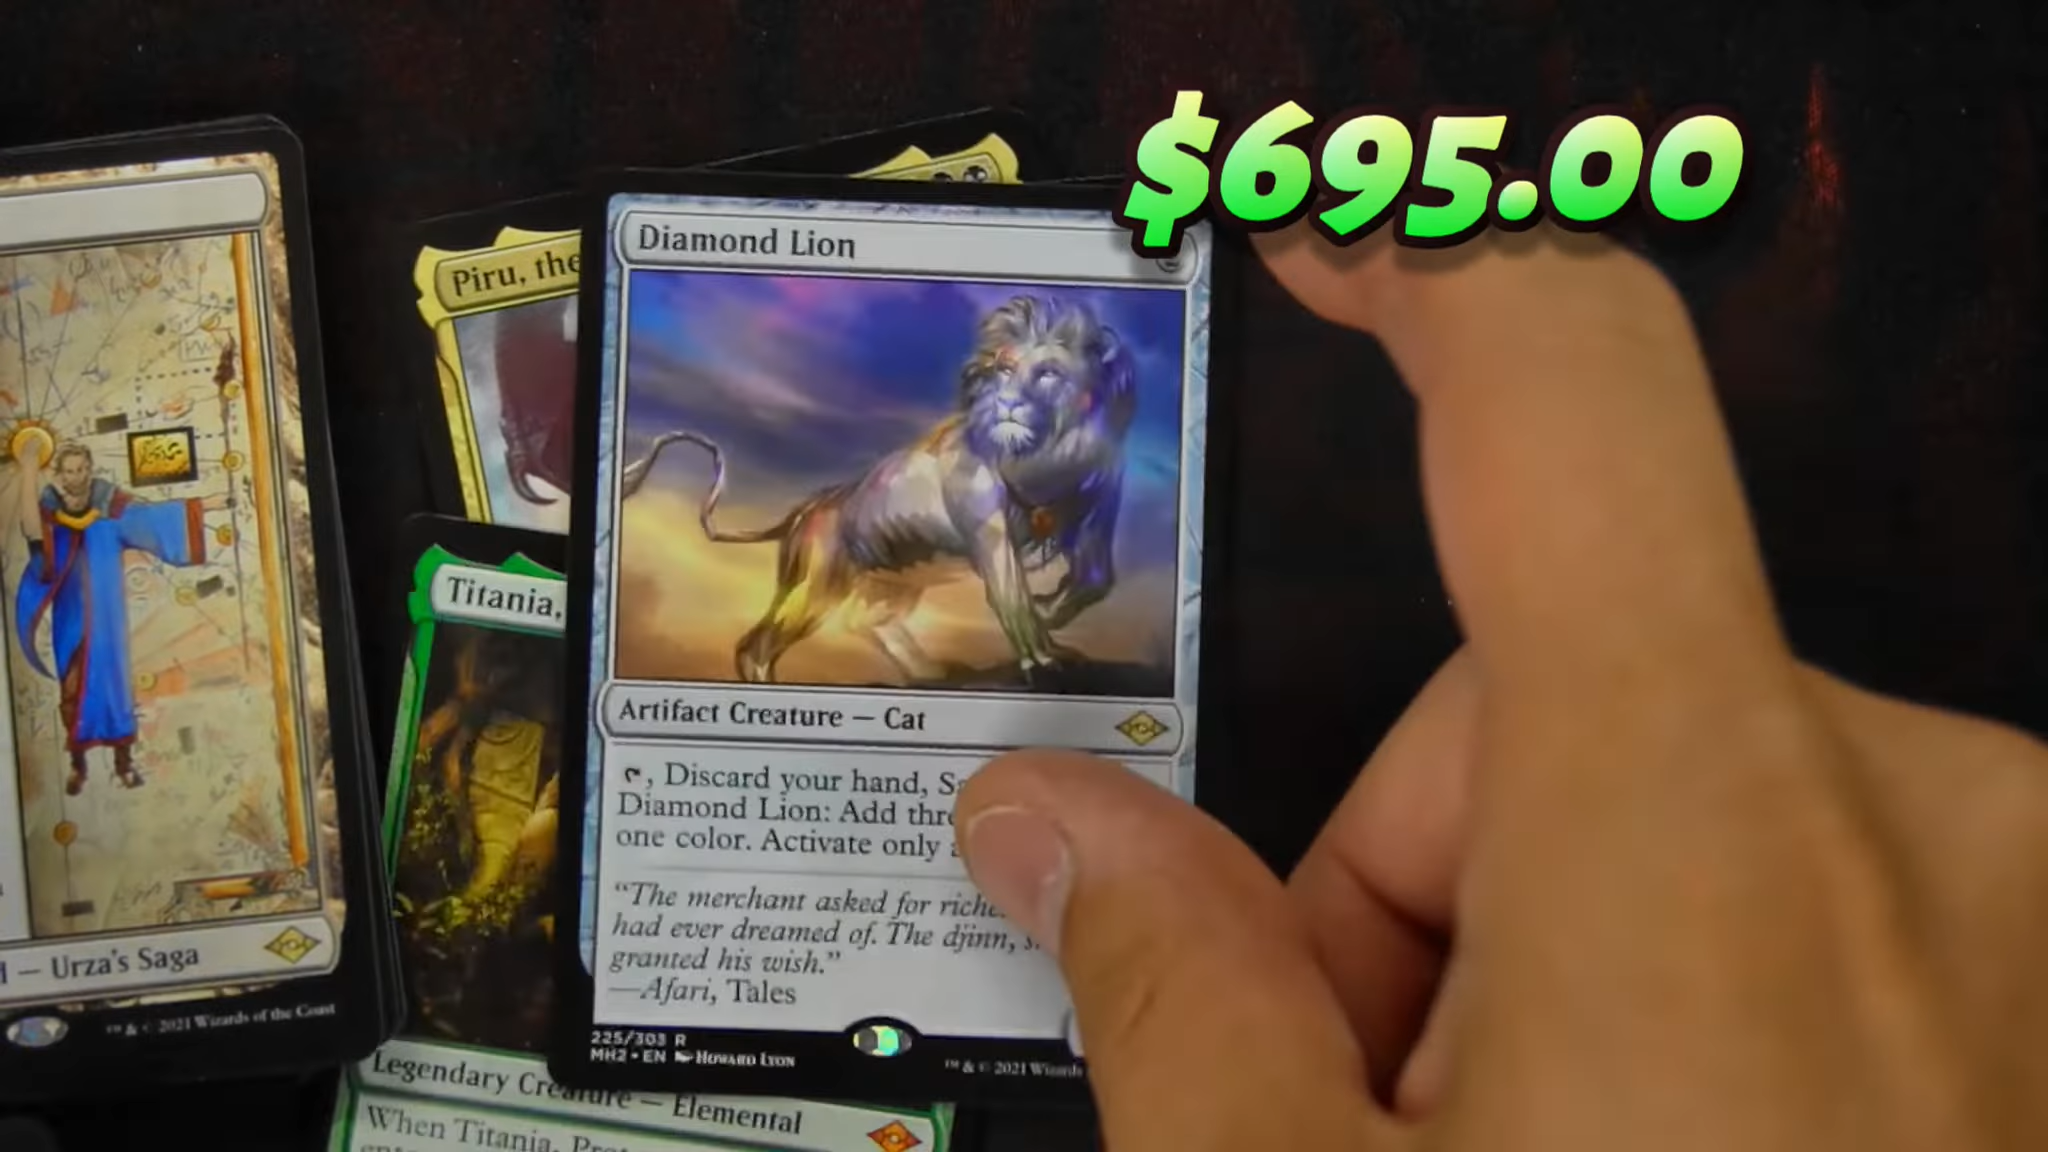 $695.00
Diamond Lion
Piru, the
Titania,
Artifact Creature — Cat
, Discard your hand,
Diamond Lion: Add
one color. Activate only
"The merchant asked for
had ever dreamed of. The djinn,
granted his wish."
—Afari, Tales
225/303 R
MH2 • EN HOWARD LYON
™ & © 2021 Wizards
— Urza's Saga
™ & © 2021 Wizards of the Coast
Legendary Creature — Elemental
When Titania,